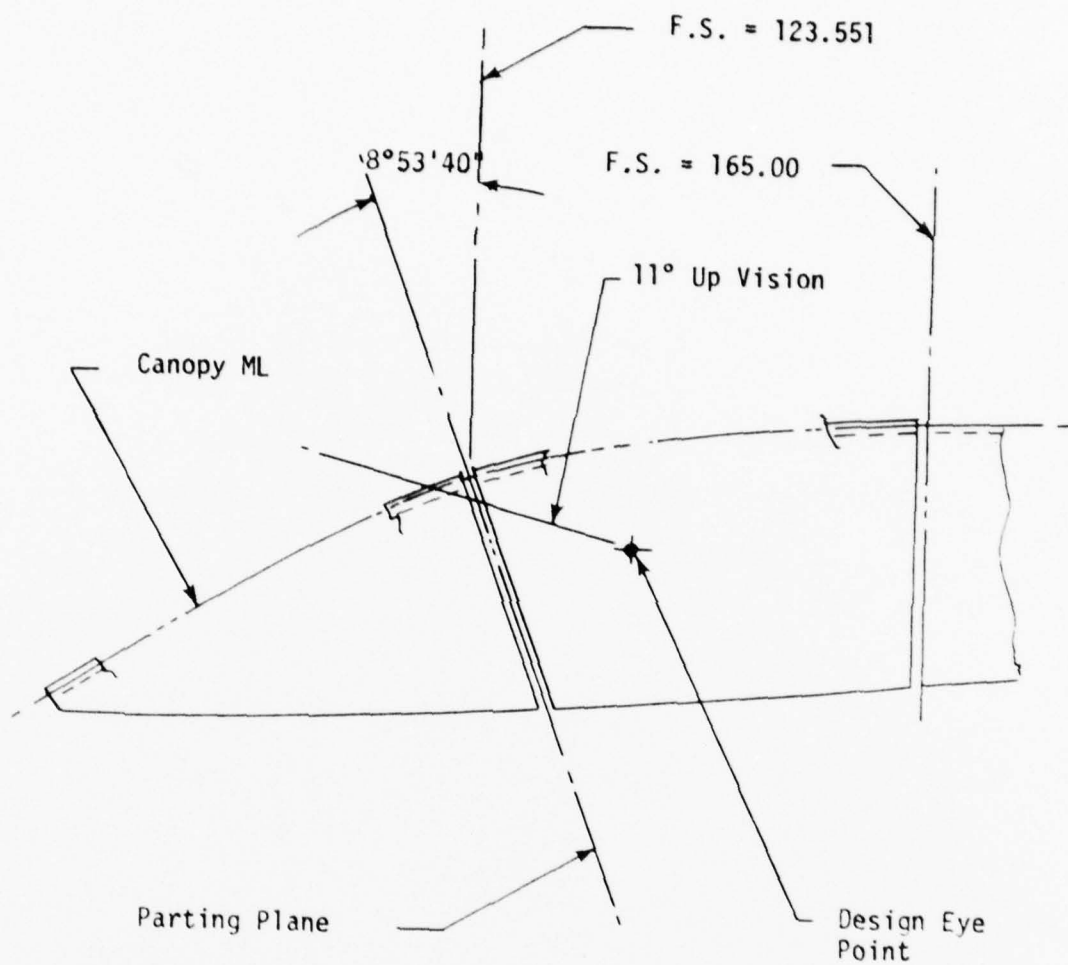 F.S. = 123.551
8°53'40"
F.S. = 165.00
11° Up Vision
Canopy ML
Parting Plane
Design Eye
Point